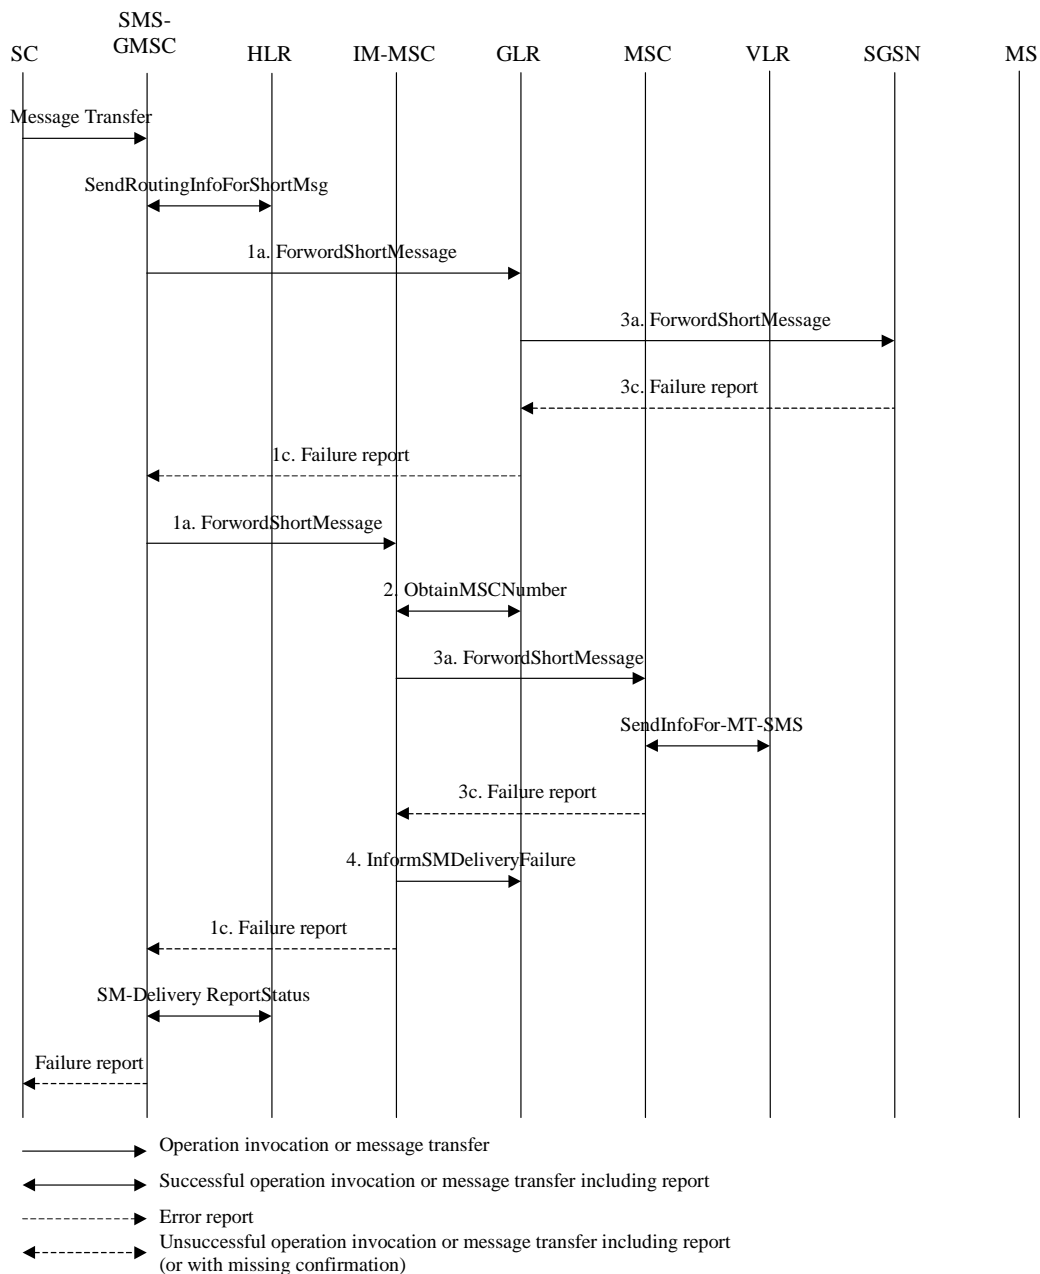 SMS-
GMSC
SC
HLR
IM-MSC
GLR
MSC
VLR
SGSN
MS
Message Transfer
SendRoutingInfoForShortMsg
1a. ForwordShortMessage
3a. ForwordShortMessage
3c. Failure report
1c. Failure report
1a. ForwordShortMessage
2. ObtainMSCNumber
3a. ForwordShortMessage
SendInfoFor-MT-SMS
3c. Failure report
4. InformSMDeliveryFailure
1c. Failure report
SM-Delivery ReportStatus
Failure report
Operation invocation or message transfer
Successful operation invocation or message transfer including report
Error report
Unsuccessful operation invocation or message transfer including report
(or with missing confirmation)